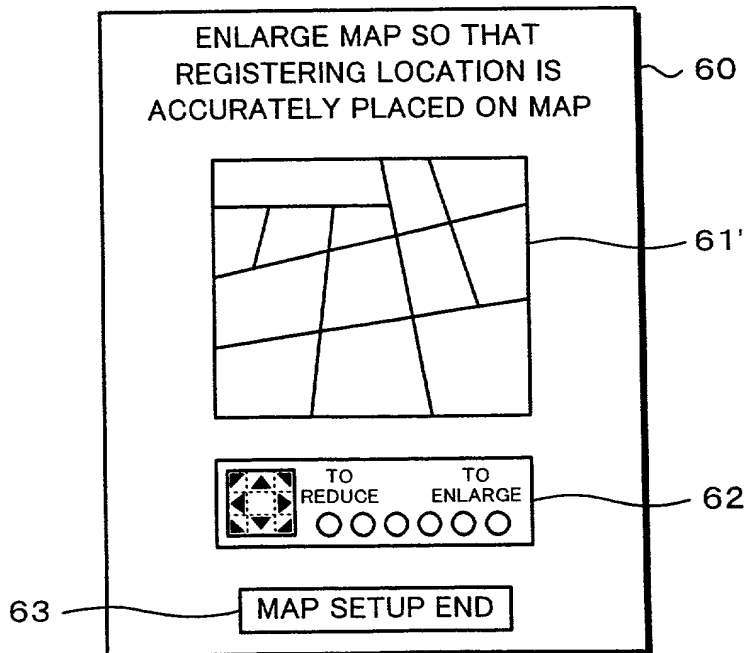 ENLARGE MAP SO THAT
REGISTERING LOCATION IS
ACCURATELY PLACED ON MAP
60
61'
TO REDUCE
TO ENLARGE
62
63
MAP SETUP END